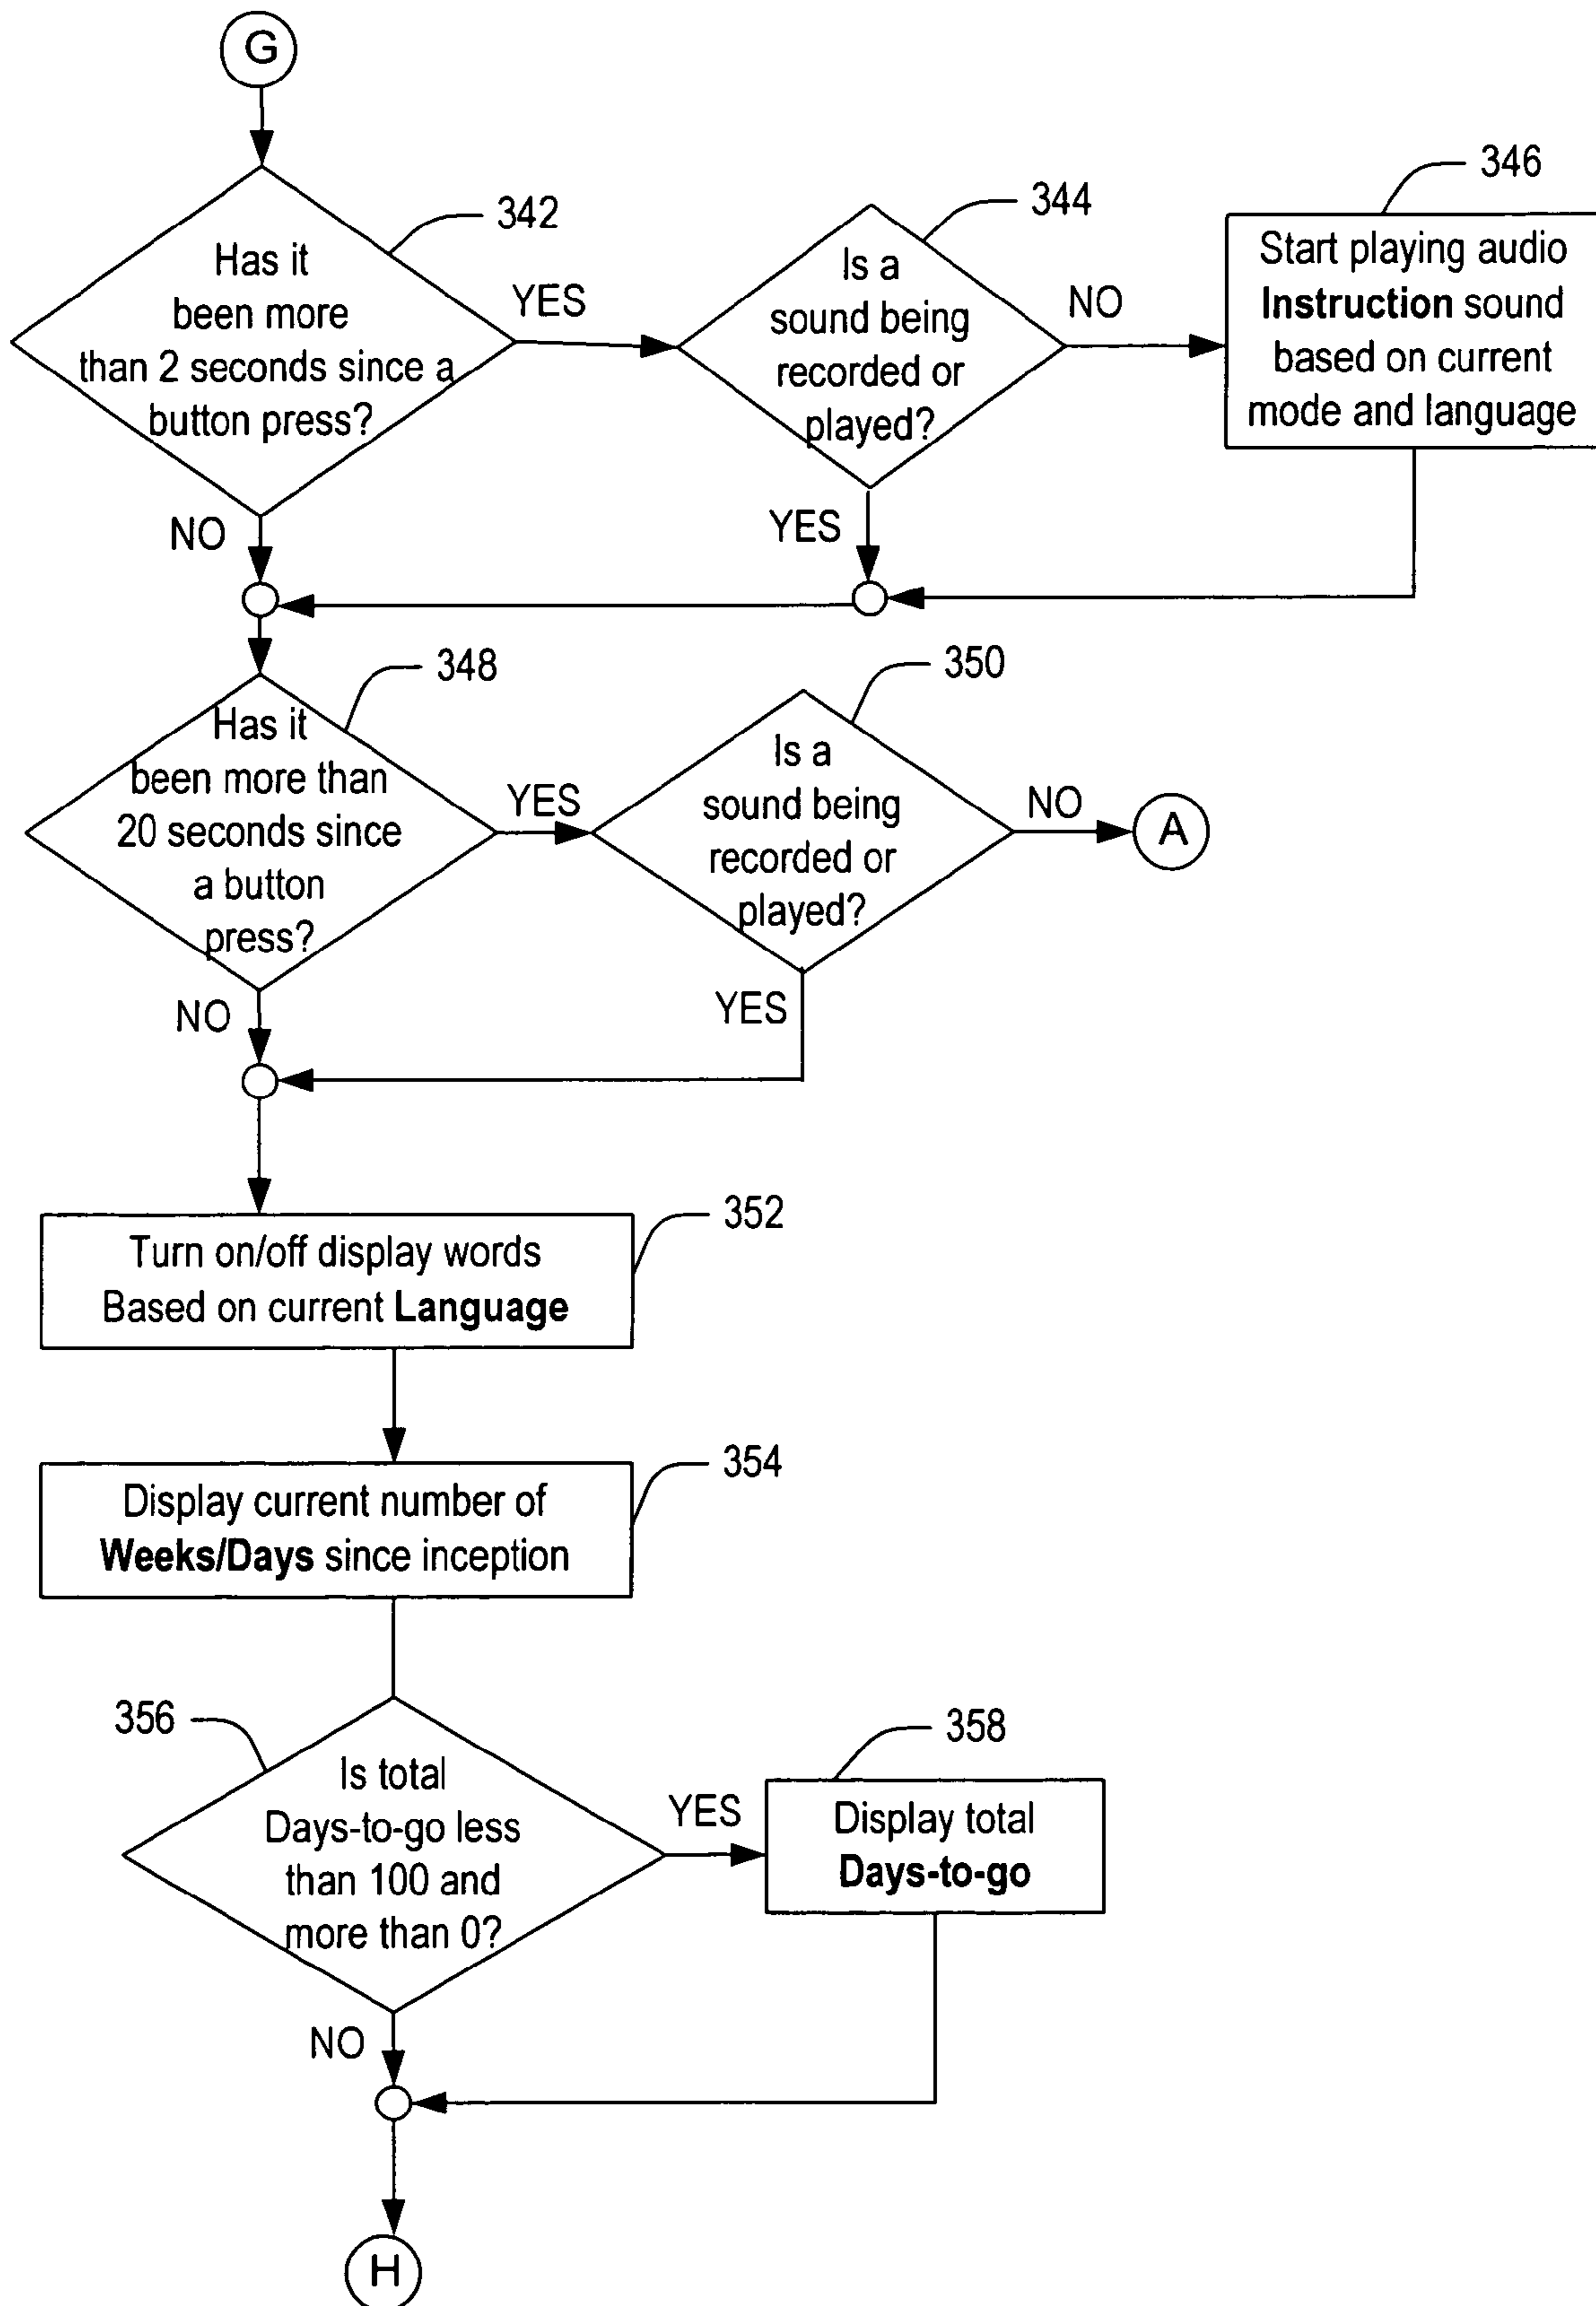 G
342
Has it
been more
than 2 seconds since a
button press?
YES
NO
344
Is a
sound being
recorded or
played?
NO
YES
346
Start playing audio
Instruction sound
based on current
mode and language
348
Has it
been more than
20 seconds since
a button
press?
YES
NO
350
Is a
sound being
recorded or
played?
NO
YES
A
352
Turn on/off display words
Based on current Language
354
Display current number of
Weeks/Days since inception
356
Is total
Days-to-go less
than 100 and
more than 0?
YES
NO
358
Display total
Days-to-go
H